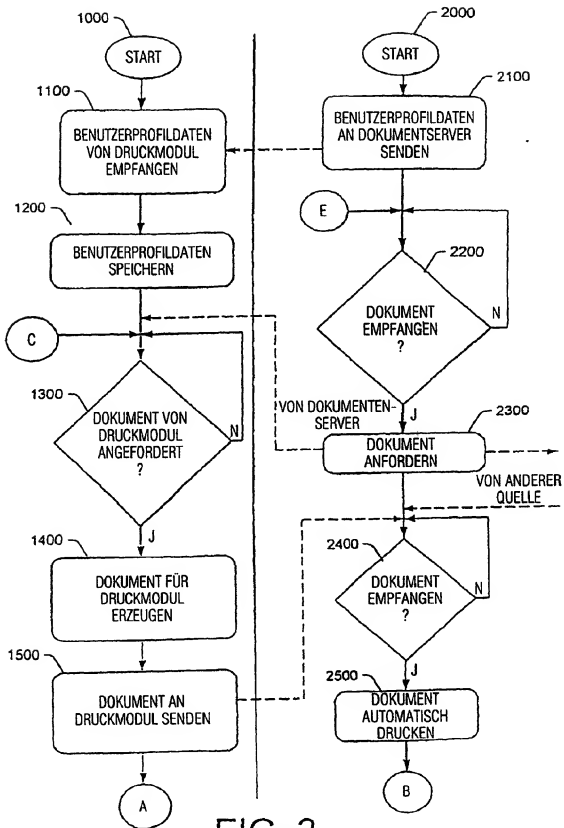 1000
START
1100
BENUTZERPROFILDATEN
VON DRUCKMODUL
EMPFANGEN
1200
BENUTZERPROFILDATEN
SPEICHERN
C
1300
DOKUMENT VON
DRUCKMODUL
ANGEFORDERT
?
N
J
1400
DOKUMENT FÜR
DRUCKMODUL
ERZEUGEN
1500
DOKUMENT AN
DRUCKMODUL SENDEN
A
2000
START
2100
BENUTZERPROFILDATEN
AN DOKUMENTSERVER
SENDEN
E
2200
DOKUMENT
EMPFANGEN
?
N
J
VON DOKUMENTEN-
SERVER
2300
DOKUMENT
ANFORDERN
VON ANDERER
QUELLE
2400
DOKUMENT
EMPFANGEN
?
N
J
2500
DOKUMENT
AUTOMATISCH
DRUCKEN
B